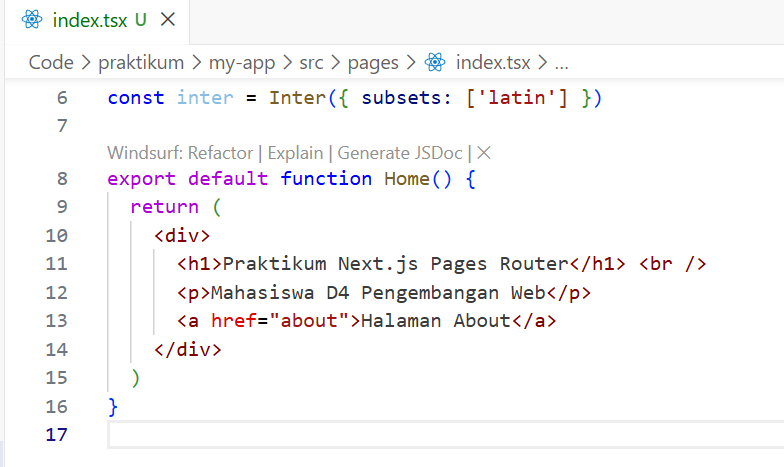 index.tsx U ×
Code > praktikum > my-app > src > pages > index.tsx > ...
6 const inter = Inter({ subsets: ['latin'] })
7
Windsurf: Refactor | Explain | Generate JSDoc | ×
8 export default function Home() {
9   return (
10     <div>
11       <h1>Praktikum Next.js Pages Router</h1> <br />
12       <p>Mahasiswa D4 Pengembangan Web</p>
13       <a href="about">Halaman About</a>
14     </div>
15   )
16 }
17